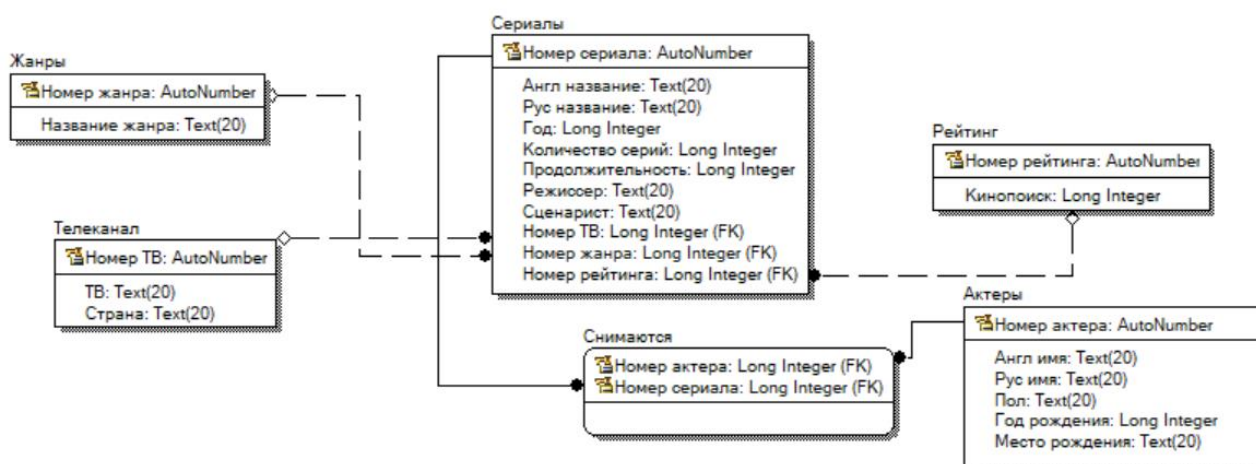 Сериалы
Номер сериала: AutoNumber
Англ название: Text(20)
Рус название: Text(20)
Год: Long Integer
Количество серий: Long Integer
Продолжительность: Long Integer
Режиссер: Text(20)
Сценарист: Text(20)
Номер ТВ: Long Integer (FK)
Номер жанра: Long Integer (FK)
Номер рейтинга: Long Integer (FK)
Жанры
Номер жанра: AutoNumber
Название жанра: Text(20)
Рейтинг
Номер рейтинга: AutoNumber
Кинопоиск: Long Integer
Телеканал
Номер ТВ: AutoNumber
ТВ: Text(20)
Страна: Text(20)
Снимаются
Номер актера: Long Integer (FK)
Номер сериала: Long Integer (FK)
Актеры
Номер актера: AutoNumber
Англ имя: Text(20)
Рус имя: Text(20)
Пол: Text(20)
Год рождения: Long Integer
Место рождения: Text(20)